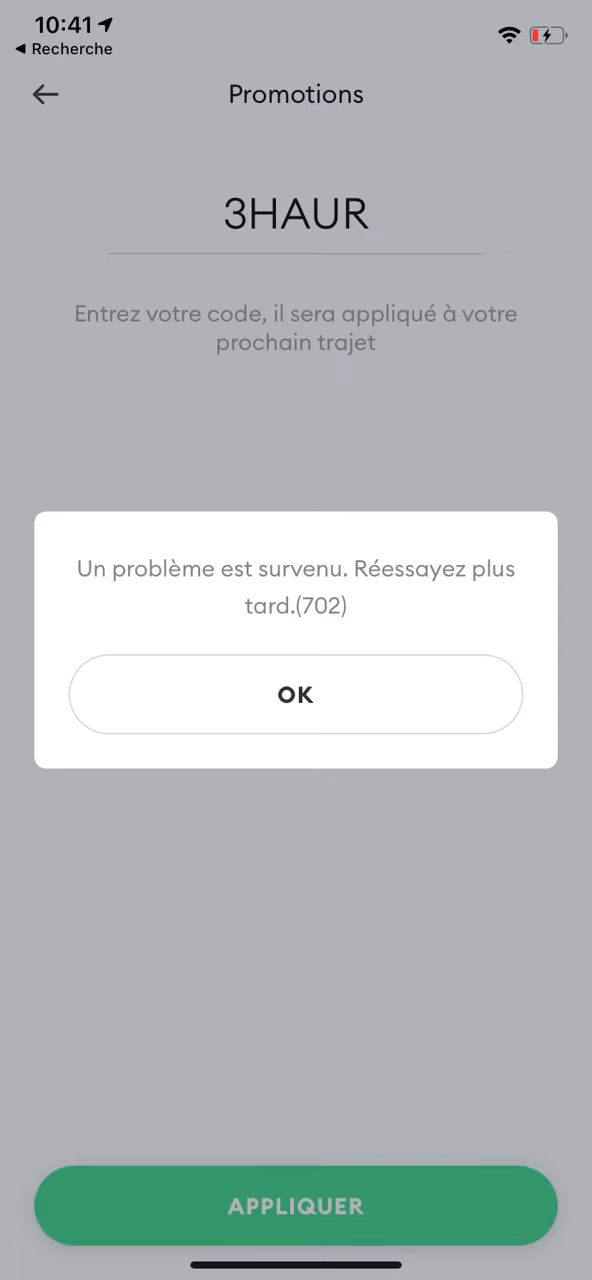 10:41
◀ Recherche
Promotions
3HAUR
Entrez votre code, il sera appliqué à votre
prochain trajet
Un problème est survenu. Réessayez plus
tard.(702)
OK
APPLIQUER